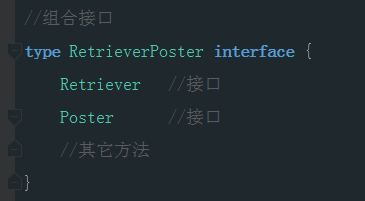 //组合接口
type RetrieverPoster interface {
Retriever //接口
Poster //接口
//其它方法
}